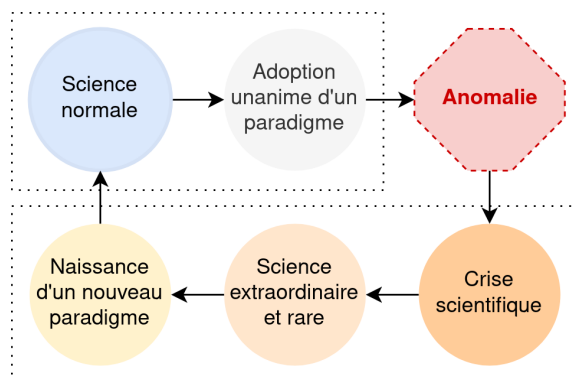 Science
normale
Adoption
unanime d'un
paradigme
Anomalie
Naissance
d'un nouveau
paradigme
Science
extraordinaire
et rare
Crise
scientifique